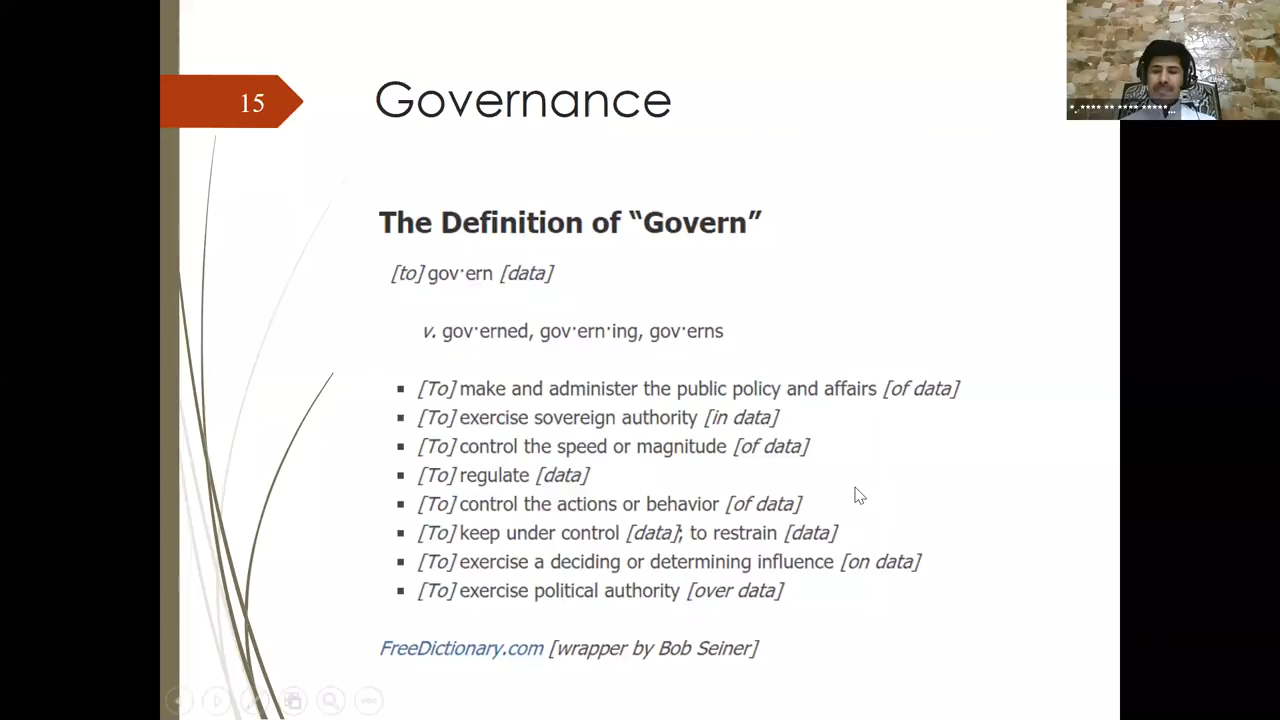 15
Governance
The Definition of “Govern”
[to] gov·ern [data]
v. gov·erned, gov·ern·ing, gov·erns
▪ [To] make and administer the public policy and affairs [of data]
▪ [To] exercise sovereign authority [in data]
▪ [To] control the speed or magnitude [of data]
▪ [To] regulate [data]
▪ [To] control the actions or behavior [of data]
▪ [To] keep under control [data]; to restrain [data]
▪ [To] exercise a deciding or determining influence [on data]
▪ [To] exercise political authority [over data]
FreeDictionary.com [wrapper by Bob Seiner]